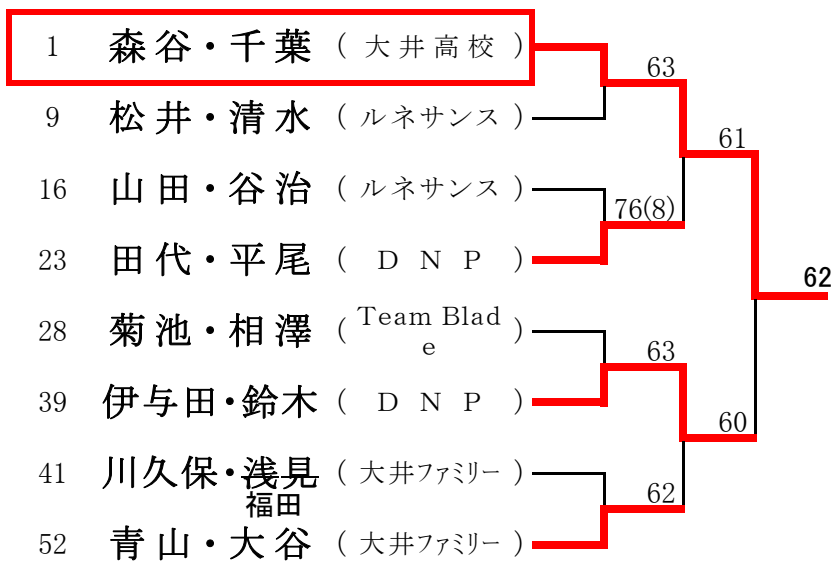 1 森谷・千葉 ( 大井高校 )
63
9 松井・清水 ( ルネサンス )
61
16 山田・谷治 ( ルネサンス )
76(8)
23 田代・平尾 ( D N P )
62
28 菊池・相澤 ( Team Blad
e )
63
39 伊与田・鈴木 ( D N P )
60
41 川久保・浅見 ( 大井ファミリー )
福田
62
52 青山・大谷 ( 大井ファミリー )